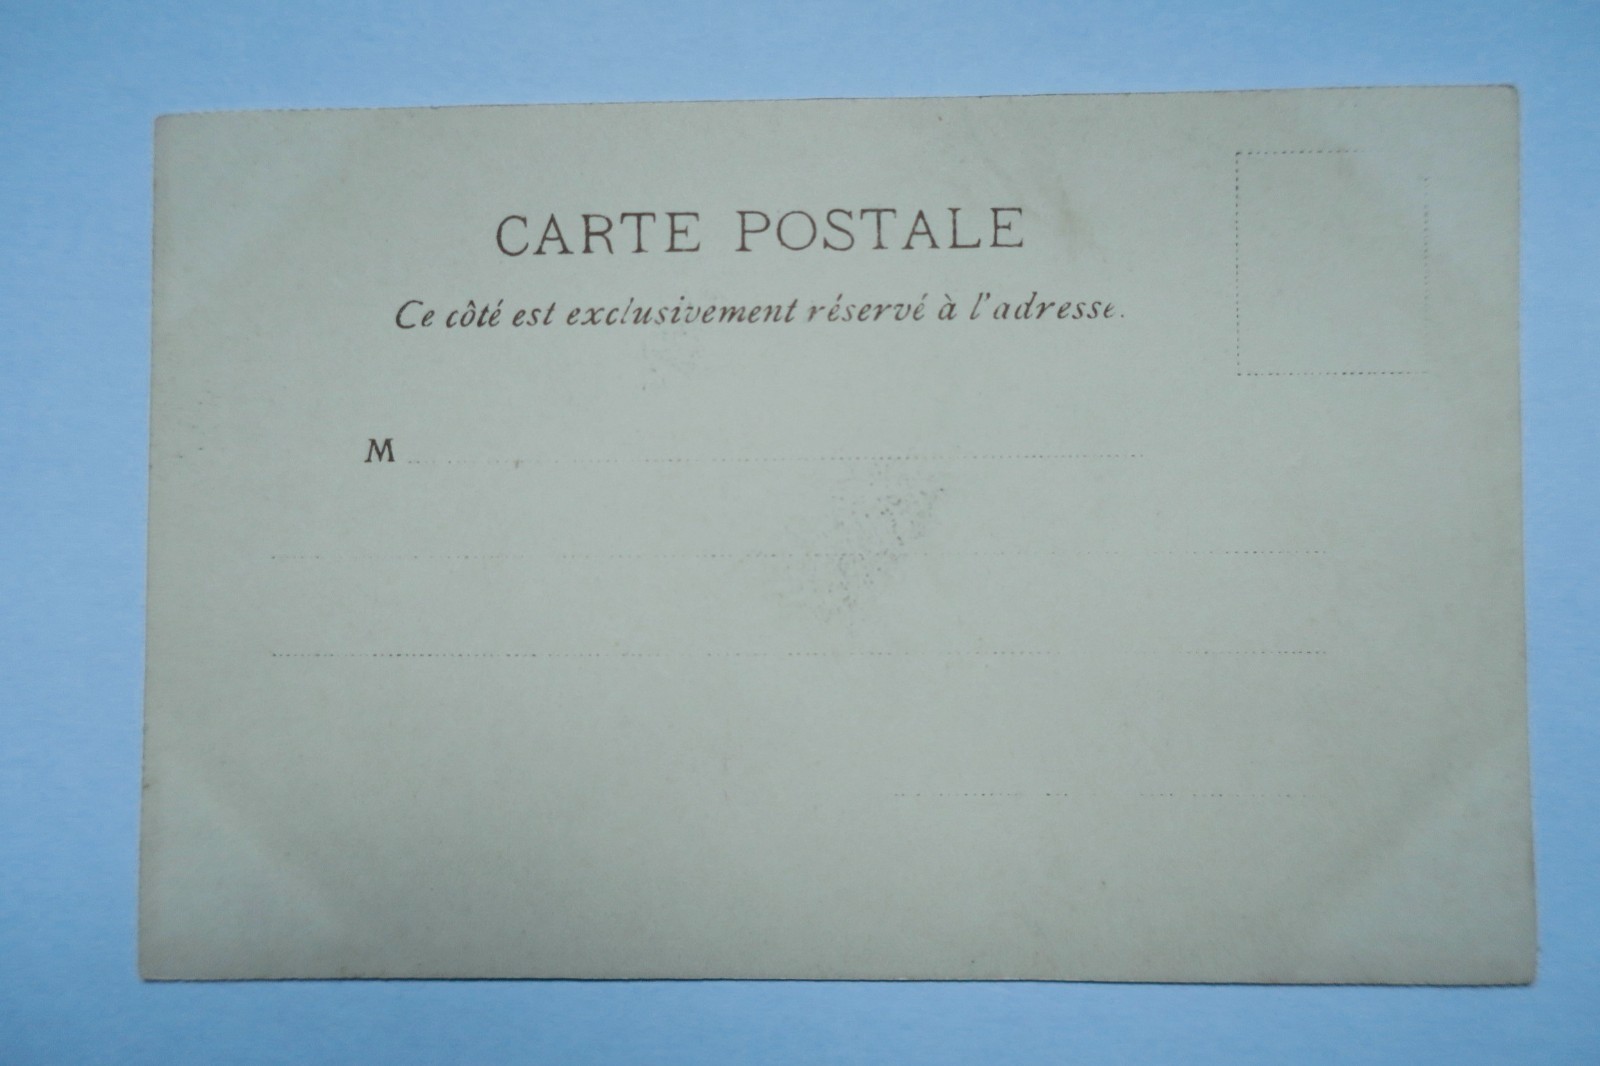 CARTE POSTALE
Ce côté est exclusivement réservé à l'adresse.
M